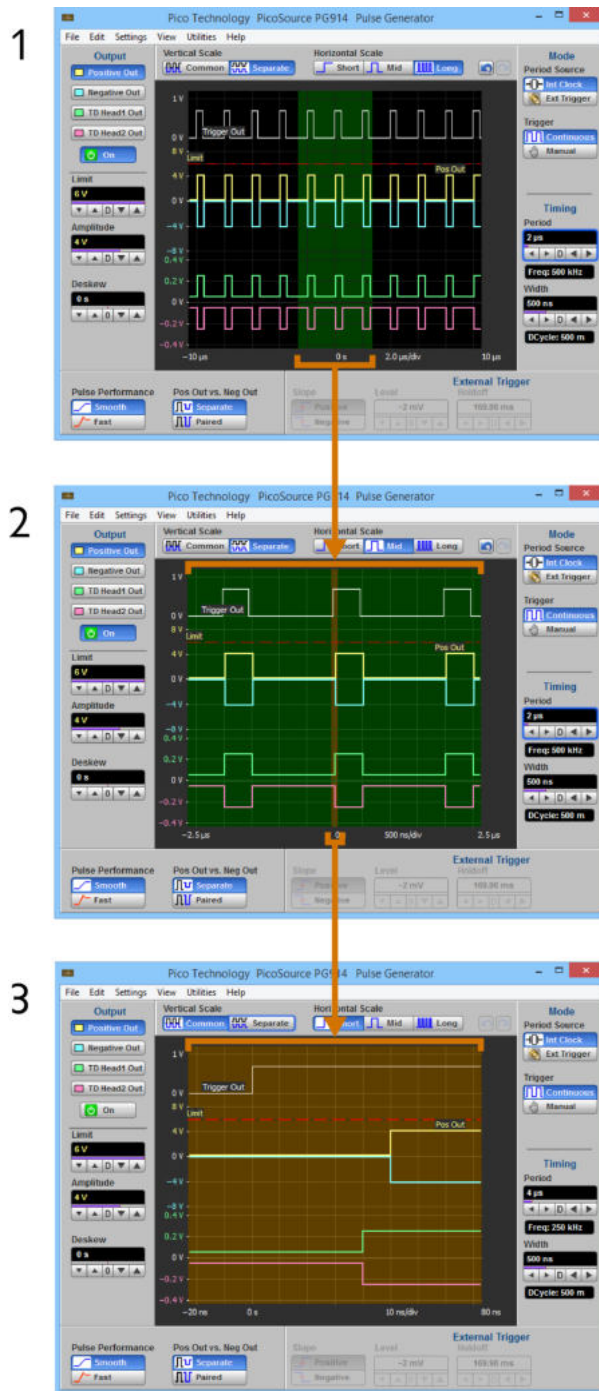 1
Pico Technology PicoSource PG914 Pulse Generator
File Edit Settings View Utilities Help
Output
Positive Out
Negative Out
TD Head1 Out
TD Head2 Out
On
Limit
6 V
Amplitude
4 V
Deskew
0 s
Vertical Scale
Common Separate
Horizontal Scale
Short Mid Long
1 V
Trigger Out
0 V
8 V
Limit
Pos Out
4 V
0 V
-4 V
-8 V
0.4 V
0.2 V
0 V
-0.2 V
-0.4 V
-10 µs 0 s 2.0 µs/div 10 µs
Mode
Period Source
Int Clock
Ext Trigger
Trigger
Continuous
Manual
Timing
Period
2 µs
D
Freq: 500 kHz
Width
500 ns
D
DCycle: 500 m
Pulse Performance
Smooth
Fast
Pos Out vs. Neg Out
Separate
Paired
External Trigger
Slope Level Holdoff
Positive
Negative
-2 mV
2
Pico Technology PicoSource PG914 Pulse Generator
File Edit Settings View Utilities Help
Output
Positive Out
Negative Out
TD Head1 Out
TD Head2 Out
On
Limit
6 V
Amplitude
4 V
Deskew
0 s
Vertical Scale
Common Separate
Horizontal Scale
Short Mid Long
1 V
Trigger Out
0 V
8 V
Limit
Pos Out
4 V
0 V
-4 V
-8 V
0.4 V
0.2 V
0 V
-0.2 V
-0.4 V
-2.5 µs 0 500 ns/div 2.5 µs
Mode
Period Source
Int Clock
Ext Trigger
Trigger
Continuous
Manual
Timing
Period
2 µs
D
Freq: 500 kHz
Width
500 ns
D
DCycle: 500 m
Pulse Performance
Smooth
Fast
Pos Out vs. Neg Out
Separate
Paired
External Trigger
Slope Level Holdoff
Positive
Negative
-2 mV
3
Pico Technology PicoSource PG914 Pulse Generator
File Edit Settings View Utilities Help
Output
Positive Out
Negative Out
TD Head1 Out
TD Head2 Out
On
Limit
6 V
Amplitude
4 V
Deskew
0 s
Vertical Scale
Common Separate
Horizontal Scale
Short Mid Long
1 V
Trigger Out
0 V
8 V
Limit
Pos Out
4 V
0 V
-4 V
-8 V
0.4 V
0.2 V
0 V
-0.2 V
-0.4 V
-20 ns 0 s 10 ns/div 80 ns
Mode
Period Source
Int Clock
Ext Trigger
Trigger
Continuous
Manual
Timing
Period
4 µs
D
Freq: 250 kHz
Width
500 ns
D
DCycle: 500 m
Pulse Performance
Smooth
Fast
Pos Out vs. Neg Out
Separate
Paired
External Trigger
Slope Level Holdoff
Positive
Negative
-2 mV